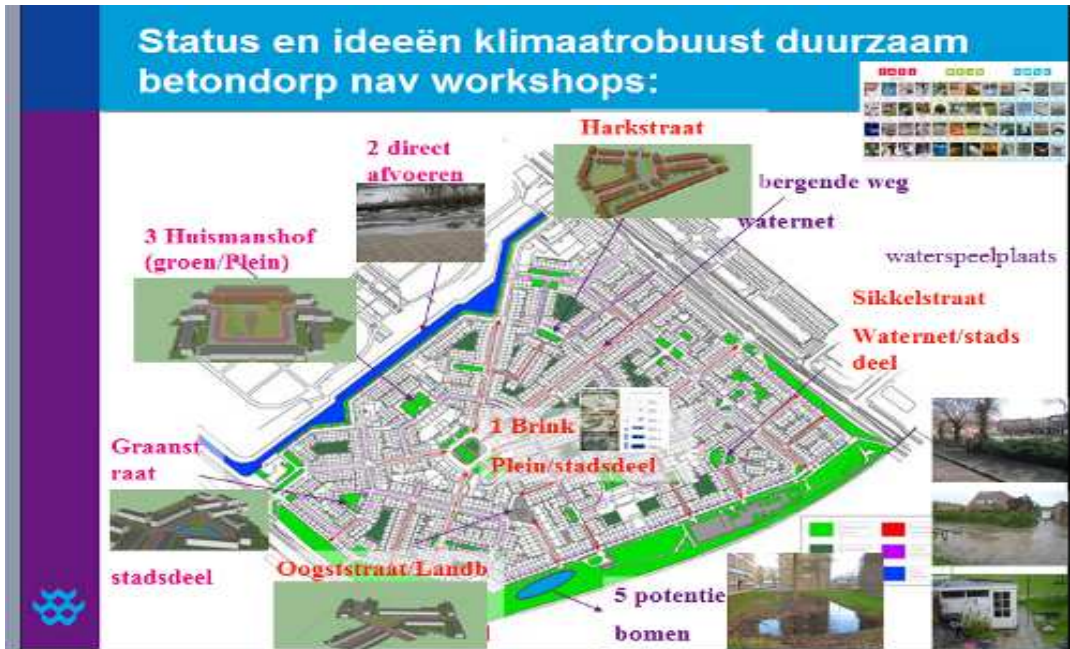 Status en ideeën klimaatrobuust duurzaam
betondorp nav workshops:
Harkstraat
2 direct
afvoeren
bergende weg
waternet
3 Huismanshof
(groen/Plein)
waterspeelplaats
Sikkelstraat
Waternet/stads
deel
1 Brink
Plein/stadsdeel
Graanst
raat
stadsdeel
Oogststraat/Landb
5 potentie
bomen